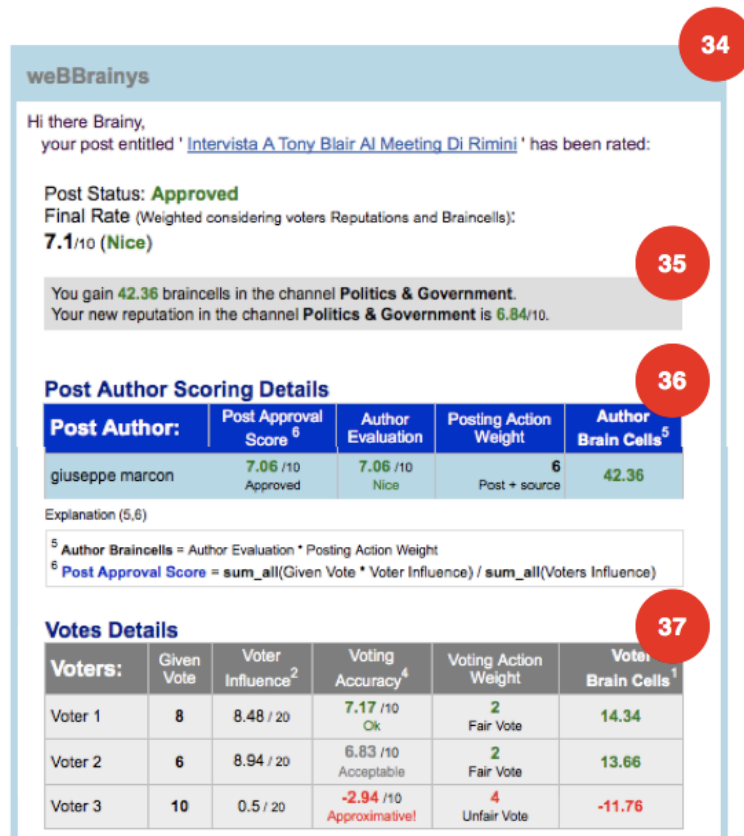 34
weBBrainys
Hi there Brainy,
your post entitled ' Intervista A Tony Blair Al Meeting Di Rimini ' has been rated:
Post Status: Approved
Final Rate (Weighted considering voters Reputations and Braincells):
7.1/10 (Nice)
35
You gain 42.36 braincells in the channel Politics & Government.
Your new reputation in the channel Politics & Government is 6.84/10.
36
Post Author Scoring Details
Post Author: Post Approval Score 6 Author Evaluation Posting Action Weight Author Brain Cells5
giuseppe marcon 7.06 /10 Approved 7.06 /10 Nice 6 Post + source 42.36
Explanation (5,6)
5 Author Braincells = Author Evaluation * Posting Action Weight
6 Post Approval Score = sum_all(Given Vote * Voter Influence) / sum_all(Voters Influence)
37
Votes Details
Voters: Given Vote Voter Influence2 Voting Accuracy4 Voting Action Weight Voter Brain Cells1
Voter 1 8 8.48 / 20 7.17 /10 Ok 2 Fair Vote 14.34
Voter 2 6 8.94 / 20 6.83 /10 Acceptable 2 Fair Vote 13.66
Voter 3 10 0.5 / 20 -2.94 /10 Approximative! 4 Unfair Vote -11.76